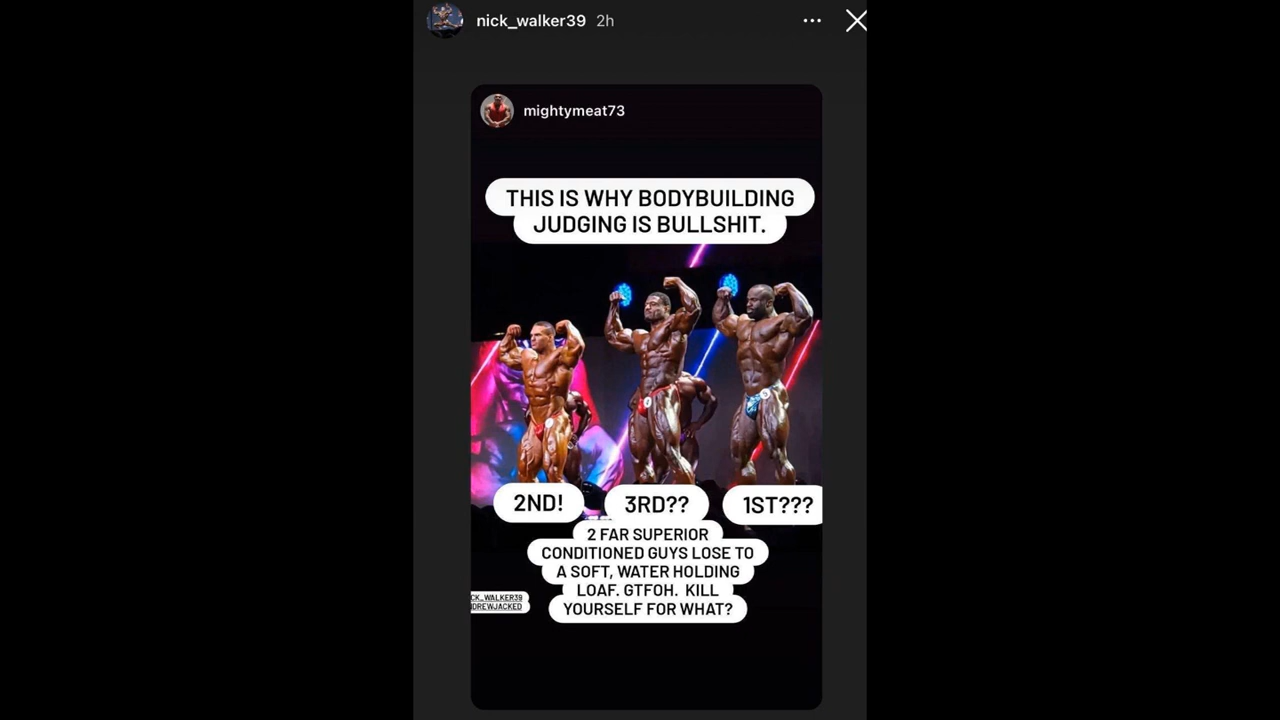 nick_walker39 2h
mightymeat73
THIS IS WHY BODYBUILDING
JUDGING IS BULLSHIT.
2ND! 3RD?? 1ST???
2 FAR SUPERIOR
CONDITIONED GUYS LOSE TO
A SOFT, WATER HOLDING
LOAF. GTFOH. KILL
YOURSELF FOR WHAT?
CK_WALKER39
DREWJACKED